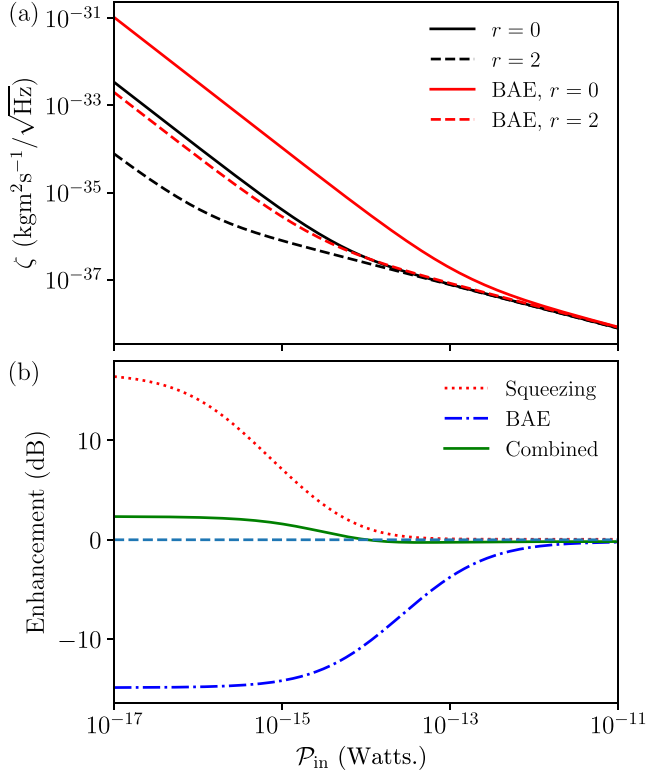 (a)
10⁻³¹
10⁻³³
10⁻³⁵
10⁻³⁷
ζ (kgm²s⁻¹/√Hz)
r = 0
r = 2
BAE, r = 0
BAE, r = 2
(b)
10
0
−10
Enhancement (dB)
Squeezing
BAE
Combined
10⁻¹⁷
10⁻¹⁵
10⁻¹³
10⁻¹¹
𝒫ᵢₙ (Watts.)